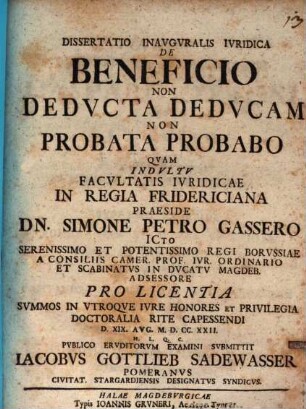 13
DISSERTATIO INAVGVRALIS IVRIDICA
DE
BENEFICIO
NON
DEDVCTA DEDVCAM
NON
PROBATA PROBABO
QVAM
INDVLTV
FACVLTATIS IVRIDICAE
IN REGIA FRIDERICIANA
PRAESIDE
DN. SIMONE PETRO GASSERO
ICTO
SERENISSIMO ET POTENTISSIMO REGI BORVSSIAE
A CONSILIIS CAMER. PROF. IVR. ORDINARIO
ET SCABINATVS IN DVCATV MAGDEB.
ADSESSORE
PRO LICENTIA
SVMMOS IN VTROQVE IVRE HONORES ET PRIVILEGIA
DOCTORALIA RITE CAPESSENDI
D. XIX. AVG. M. D. CC. XXII.
H. L. Q. C.
PVBLICO ERVDITORVM EXAMINI SVBMITTIT
IACOBVS GOTTLIEB SADEWASSER
POMERANVS
CIVITAT. STARGARDIENSIS DESIGNATVS SYNDICVS.
HALAE MAGDEBVRGICAE
Typis IOANNIS GRVNERI,